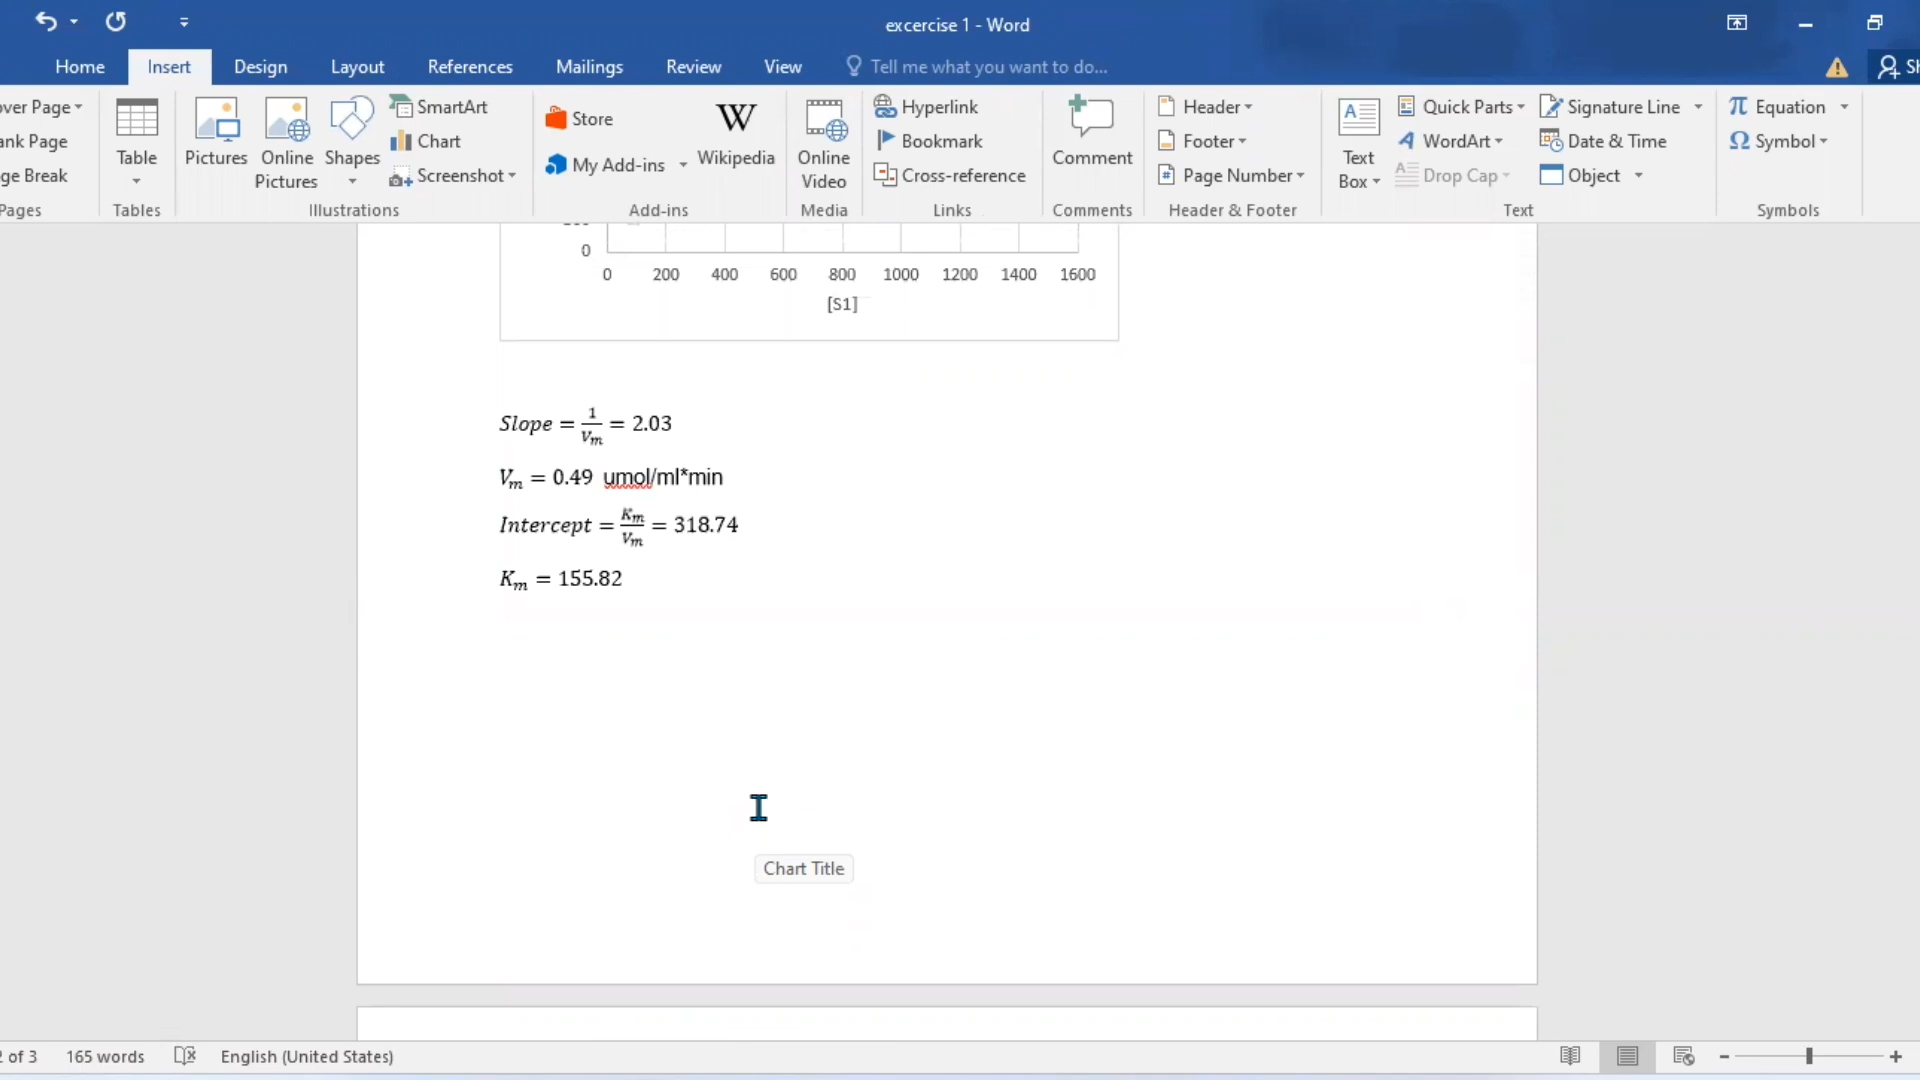 excercise 1 - Word
Home Insert Design Layout References Mailings Review View Tell me what you want to do...
over Page
Table
Pictures
Online Pictures
Shapes
SmartArt
Chart
Screenshot
Store
My Add-ins
Wikipedia
Online Video
Hyperlink
Bookmark
Cross-reference
Comment
Header
Footer
Page Number
Text Box
Quick Parts
WordArt
Drop Cap
Signature Line
Date & Time
Object
Equation
Symbol
ank Page
ge Break
Pages Tables Illustrations Add-ins Media Links Comments Header & Footer Text Symbols
0
0 200 400 600 800 1000 1200 1400 1600
[S1]
Slope = 1/Vm = 2.03
Vm = 0.49 umol/ml*min
Intercept = Km/Vm = 318.74
Km = 155.82
Chart Title
2 of 3 165 words English (United States)